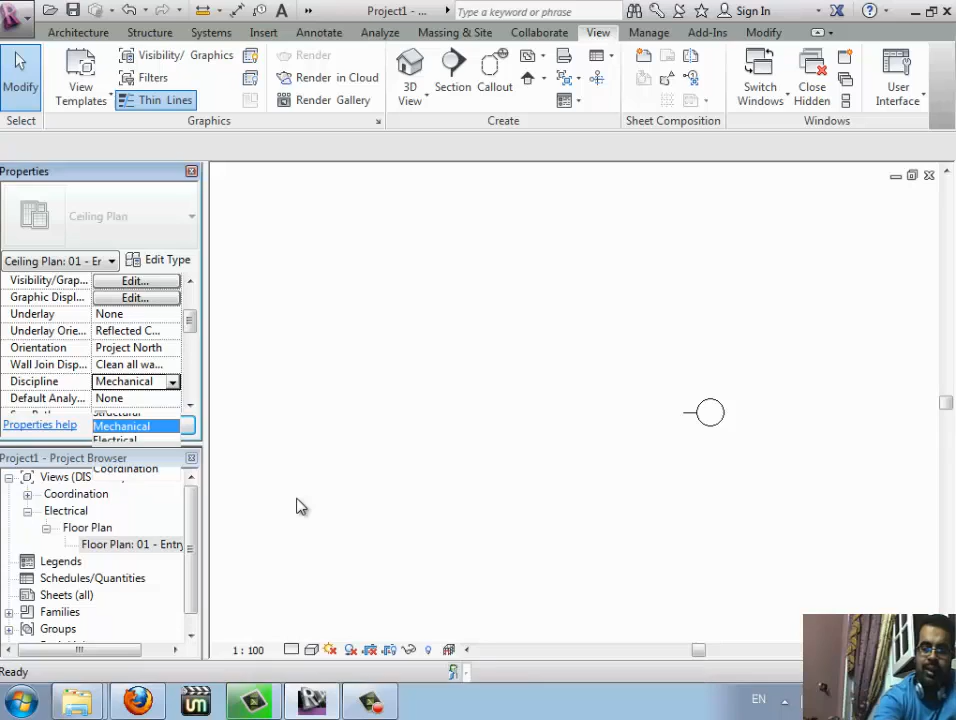 Project1 - ...
Type a keyword or phrase
Sign In
Architecture Structure Systems Insert Annotate Analyze Massing & Site Collaborate View Manage Add-Ins Modify
Modify
View Templates
Visibility/ Graphics
Filters
Thin Lines
Render
Render in Cloud
Render Gallery
3D View
Section
Callout
Switch Windows
Close Hidden
User Interface
Select
Graphics
Create
Sheet Composition
Windows
Properties
Ceiling Plan
Ceiling Plan: 01 - Er
Edit Type
Visibility/Grap... Edit...
Graphic Displ... Edit...
Underlay None
Underlay Orie... Reflected C...
Orientation Project North
Wall Join Disp... Clean all wa...
Discipline Mechanical
Default Analy... None
Structural
Properties help
Mechanical
Electrical
Project1 - Project Browser
Coordination
Views (DIS
Coordination
Electrical
Floor Plan
Floor Plan: 01 - Entry
Legends
Schedules/Quantities
Sheets (all)
Families
Groups
1 : 100
Ready
EN